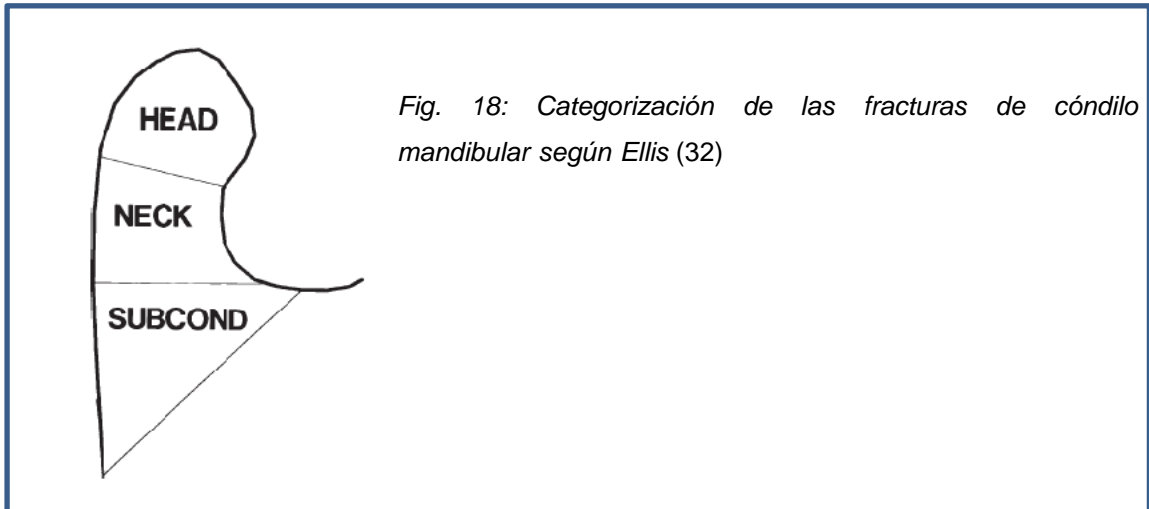 HEAD
NECK
SUBCOND
Fig. 18: Categorización de las fracturas de cóndilo
mandibular según Ellis (32)